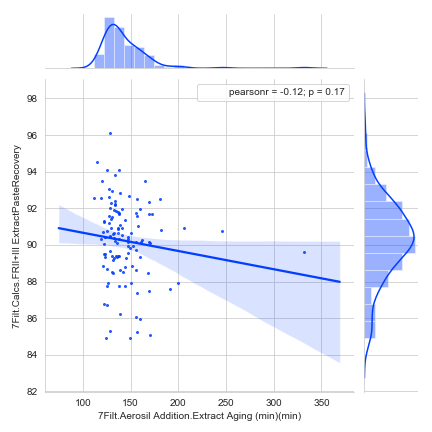 pearsonr = -0.12; p = 0.17
98
96
94
92
90
88
86
84
82
7Filt.Calcs.FRII+III ExtractPasteRecovery
100 150 200 250 300 350
7Filt.Aerosil Addition.Extract Aging (min)(min)